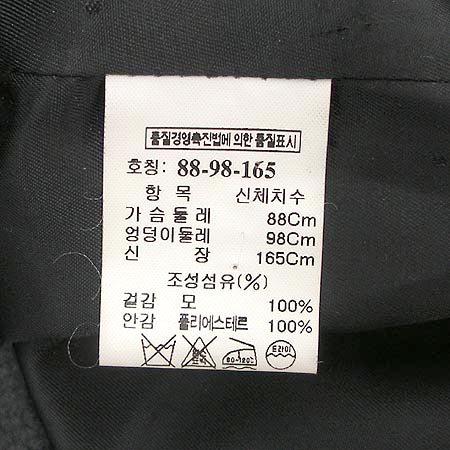 품질경영촉진법에 의한 품질표시
호칭: 88-98-165
항 목 신체치수
가슴둘레 88Cm
엉덩이둘레 98Cm
신 장 165Cm
조성섬유(%)
겉감 모 100%
안감 폴리에스테르 100%
80-120℃ 드라이